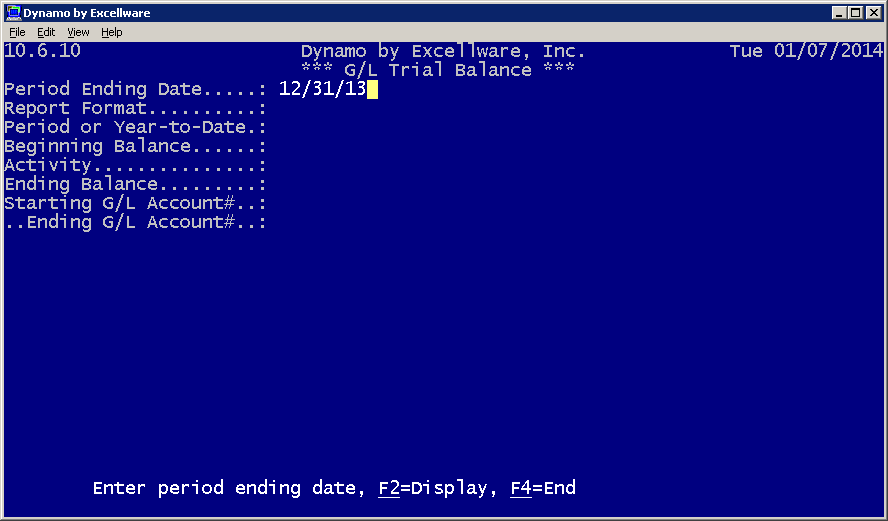 Dynamo by Excellware
File Edit View Help
10.6.10 Dynamo by Excellware, Inc. Tue 01/07/2014
*** G/L Trial Balance ***
Period Ending Date.....: 12/31/13
Report Format..........:
Period or Year-to-Date.:
Beginning Balance......:
Activity...............:
Ending Balance.........:
Starting G/L Account#..:
..Ending G/L Account#..:
Enter period ending date, F2=Display, F4=End